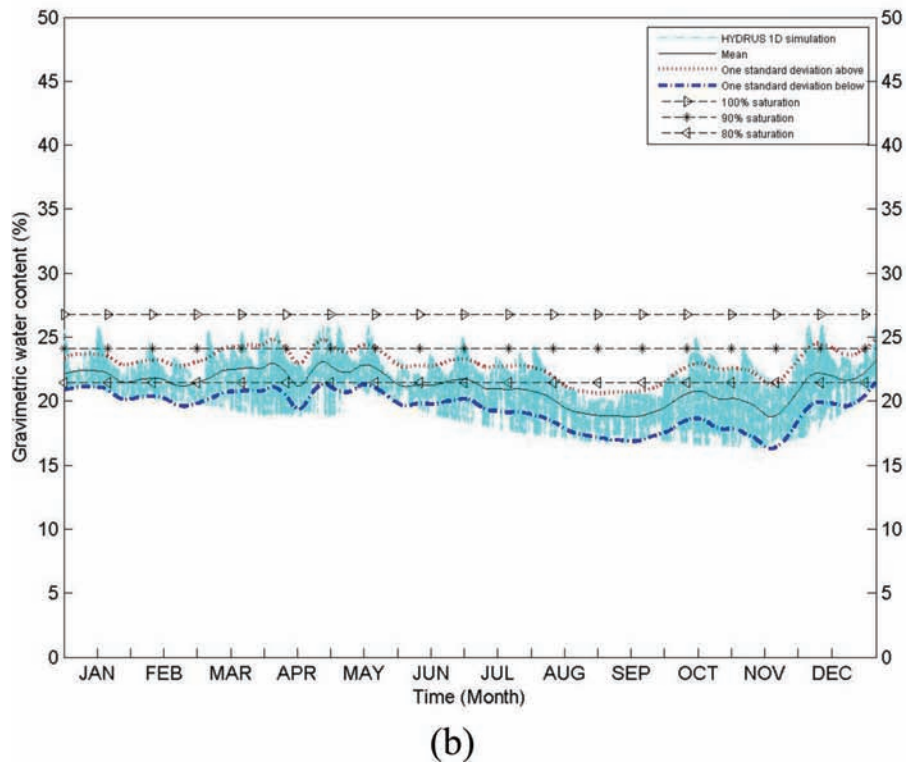 50
45
40
35
30
25
20
15
10
5
0
50
45
40
35
30
25
20
15
10
5
0
Gravimetric water content (%)
HYDRUS 1D simulation
Mean
One standard deviation above
One standard deviation below
100% saturation
90% saturation
80% saturation
JAN FEB MAR APR MAY JUN JUL AUG SEP OCT NOV DEC
Time (Month)
(b)